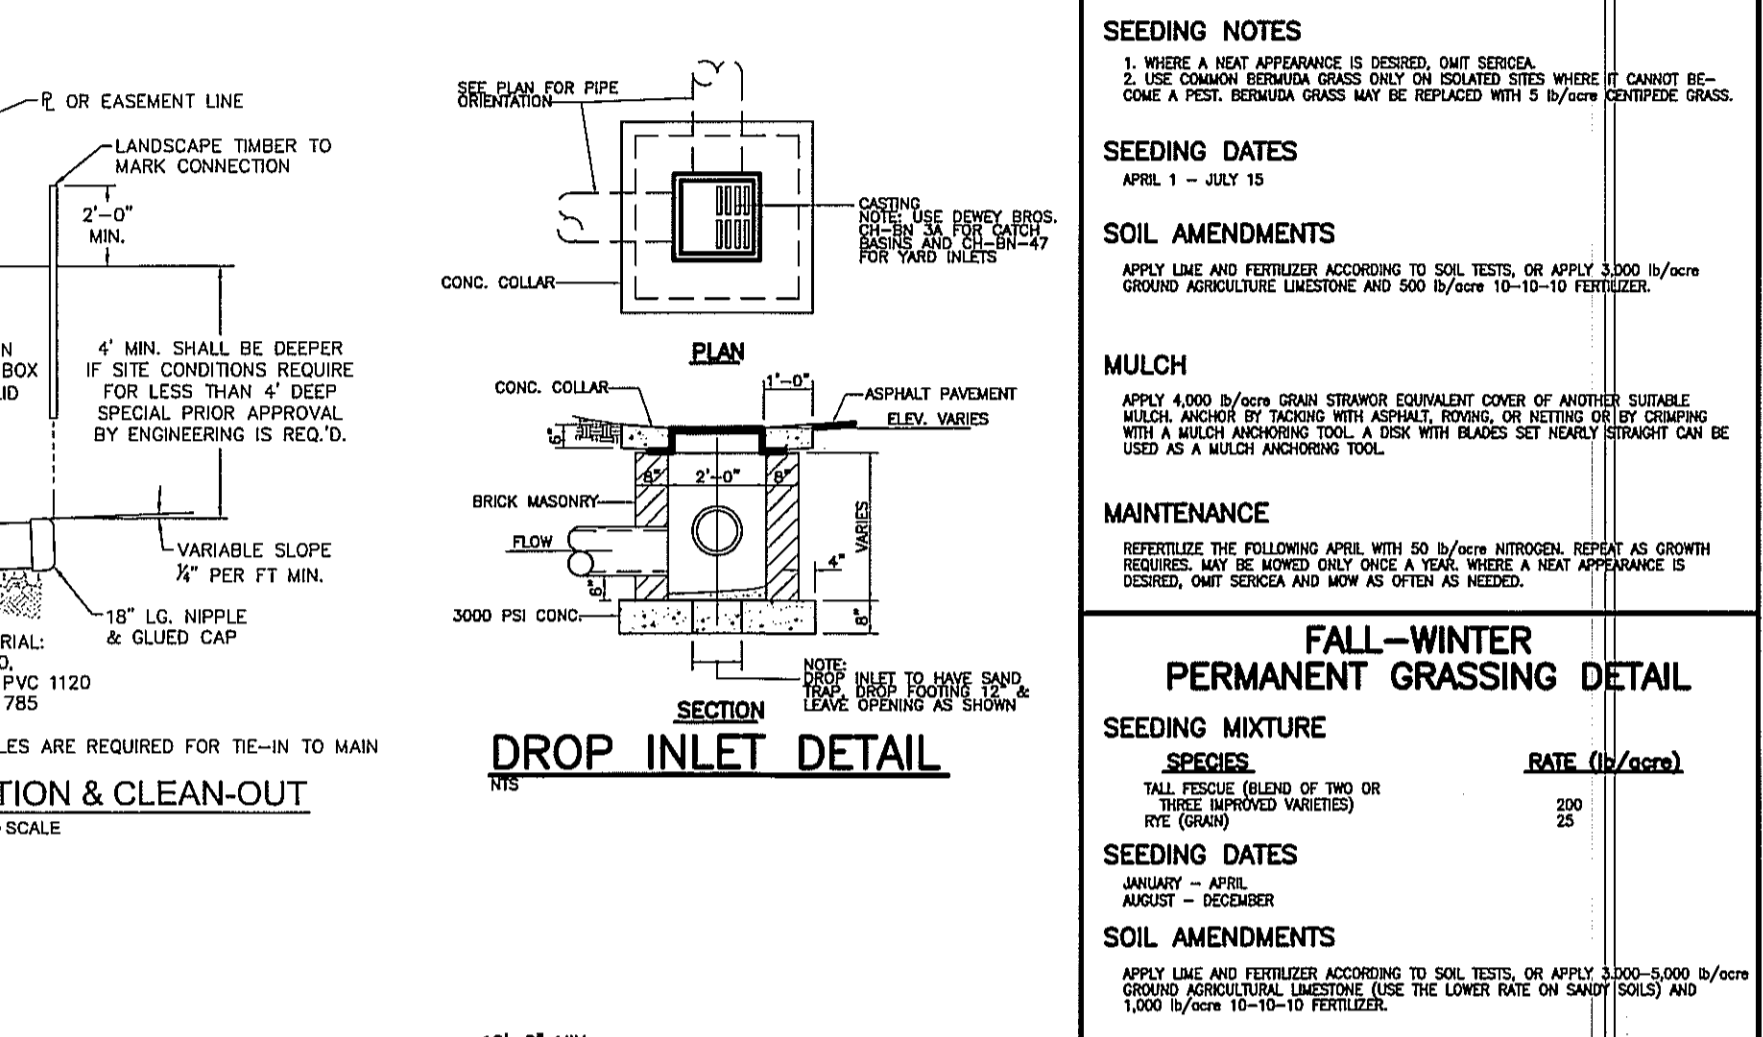 ℄ OR EASEMENT LINE
LANDSCAPE TIMBER TO
MARK CONNECTION
2'-0"
MIN.
N
BOX
LID
4' MIN. SHALL BE DEEPER
IF SITE CONDITIONS REQUIRE
FOR LESS THAN 4' DEEP
SPECIAL PRIOR APPROVAL
BY ENGINEERING IS REQ.'D.
VARIABLE SLOPE
¼" PER FT MIN.
18" LG. NIPPLE
& GLUED CAP
RIAL:
O.
PVC 1120
785
LES ARE REQUIRED FOR TIE-IN TO MAIN
TION & CLEAN-OUT
SCALE
SEE PLAN FOR PIPE
ORIENTATION
CASTING
NOTE: USE DEWEY BROS.
CH-BN 3A FOR CATCH
BASINS AND CH-BN-47
FOR YARD INLETS
CONC. COLLAR
PLAN
CONC. COLLAR
1'-0"
ASPHALT PAVEMENT
ELEV. VARIES
6"
8"
2'-0"
8"
BRICK MASONRY
VARIES
FLOW
4"
6"
3000 PSI CONC.
8"
NOTE:
DROP INLET TO HAVE SAND
TRAP, DROP FOOTING 12" &
LEAVE OPENING AS SHOWN
SECTION
DROP INLET DETAIL
NTS
SEEDING NOTES
1. WHERE A NEAT APPEARANCE IS DESIRED, OMIT SERICEA.
2. USE COMMON BERMUDA GRASS ONLY ON ISOLATED SITES WHERE IT CANNOT BE-
COME A PEST. BERMUDA GRASS MAY BE REPLACED WITH 5 lb/acre CENTIPEDE GRASS.
SEEDING DATES
APRIL 1 - JULY 15
SOIL AMENDMENTS
APPLY LIME AND FERTILIZER ACCORDING TO SOIL TESTS, OR APPLY 3,000 lb/acre
GROUND AGRICULTURE LIMESTONE AND 500 lb/acre 10-10-10 FERTILIZER.
MULCH
APPLY 4,000 lb/acre GRAIN STRAWOR EQUIVALENT COVER OF ANOTHER SUITABLE
MULCH. ANCHOR BY TACKING WITH ASPHALT, ROVING, OR NETTING OR BY CRIMPING
WITH A MULCH ANCHORING TOOL. A DISK WITH BLADES SET NEARLY STRAIGHT CAN BE
USED AS A MULCH ANCHORING TOOL.
MAINTENANCE
REFERTILIZE THE FOLLOWING APRIL WITH 50 lb/acre NITROGEN. REPEAT AS GROWTH
REQUIRES. MAY BE MOWED ONLY ONCE A YEAR. WHERE A NEAT APPEARANCE IS
DESIRED, OMIT SERICEA AND MOW AS OFTEN AS NEEDED.
FALL-WINTER
PERMANENT GRASSING DETAIL
SEEDING MIXTURE
SPECIES RATE (lb/acre)
TALL FESCUE (BLEND OF TWO OR
THREE IMPROVED VARIETIES) 200
RYE (GRAIN) 25
SEEDING DATES
JANUARY - APRIL
AUGUST - DECEMBER
SOIL AMENDMENTS
APPLY LIME AND FERTILIZER ACCORDING TO SOIL TESTS, OR APPLY 3,000-5,000 lb/acre
GROUND AGRICULTURAL LIMESTONE (USE THE LOWER RATE ON SANDY SOILS) AND
1,000 lb/acre 10-10-10 FERTILIZER.